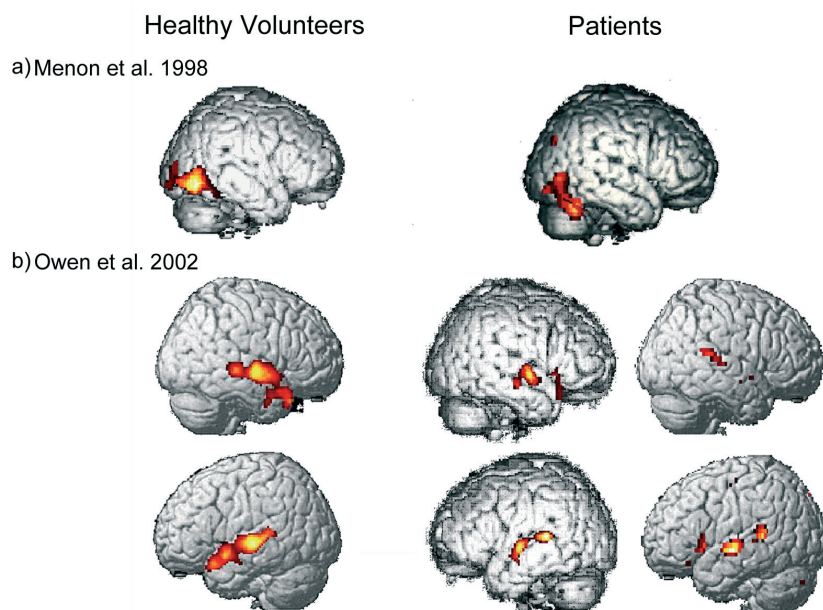 Healthy Volunteers Patients
a) Menon et al. 1998
b) Owen et al. 2002